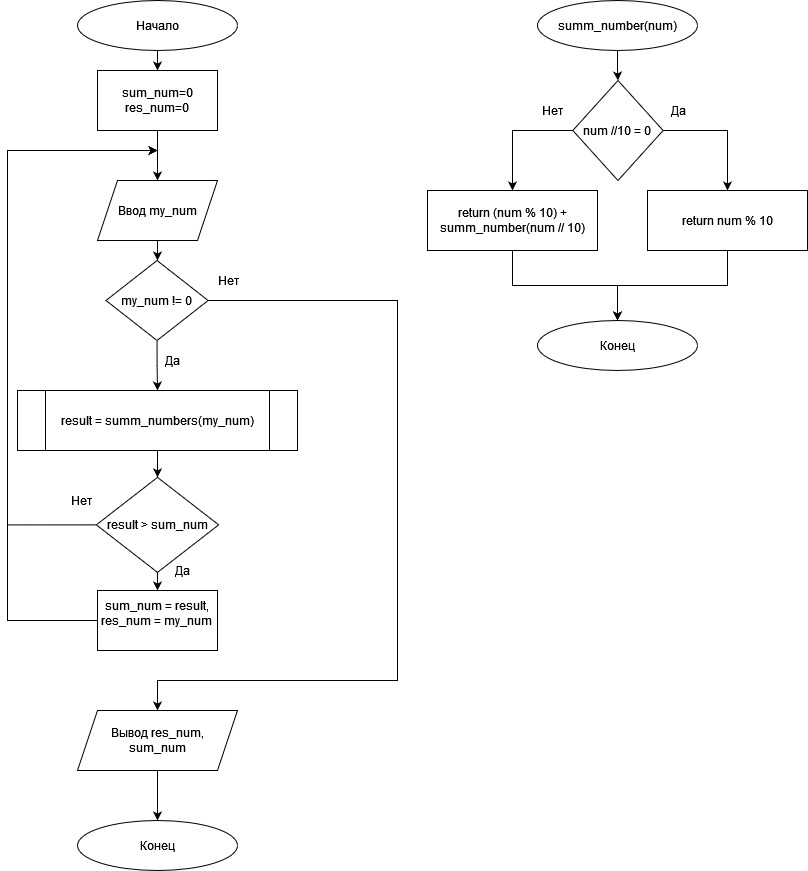 Начало
sum_num=0
res_num=0
Ввод my_num
my_num != 0
Нет
Да
result = summ_numbers(my_num)
Нет
result > sum_num
Да
sum_num = result,
res_num = my_num
Вывод res_num,
sum_num
Конец
summ_number(num)
Нет
Да
num //10 = 0
return (num % 10) +
summ_number(num // 10)
return num % 10
Конец